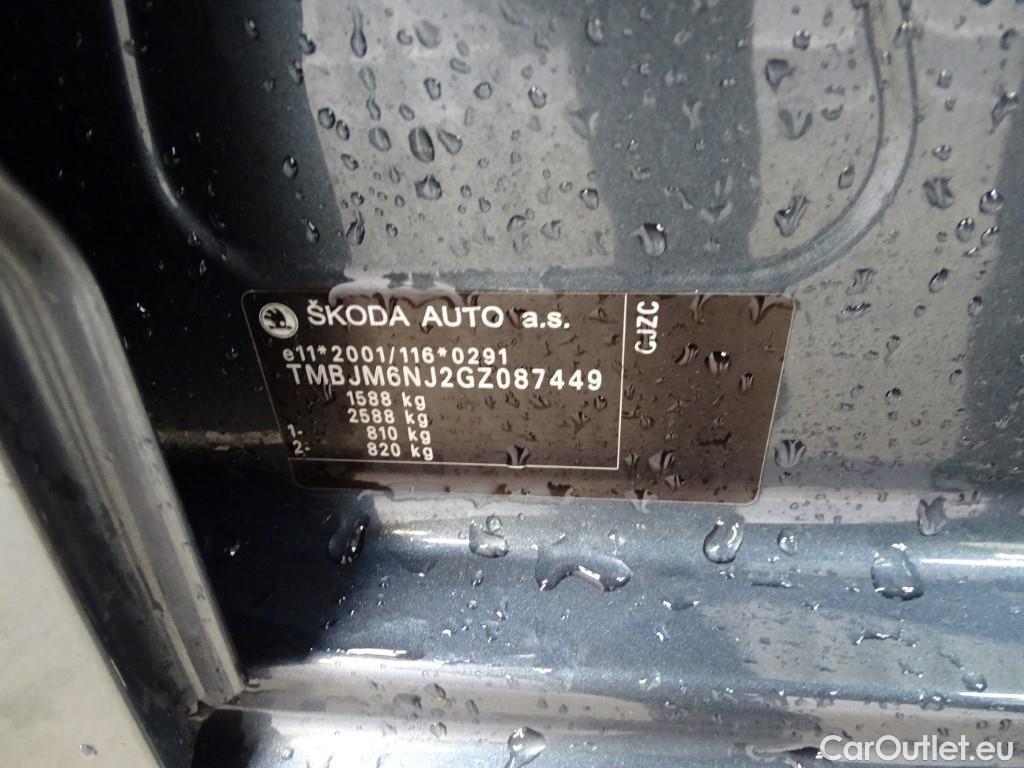 ŠKODA AUTO a.s.
e11*2001/116*0291
TMBJM6NJ2GZ087449
1588 kg
2588 kg
1- 810 kg
2- 820 kg
GJZC
CarOutlet.eu